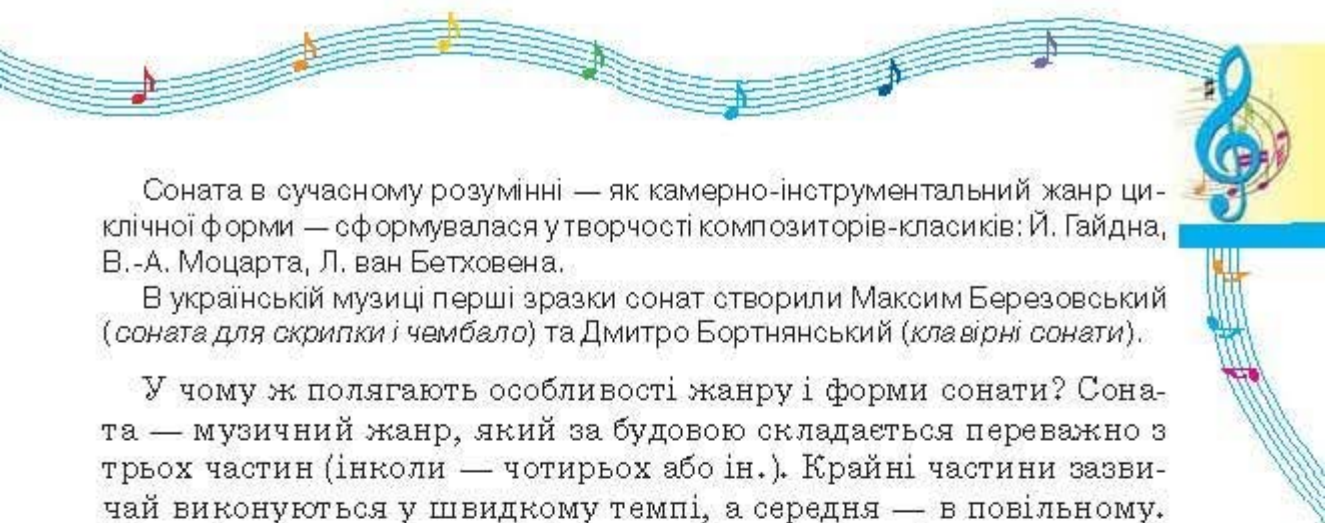 Соната в сучасному розумінні — як камерно-інструментальний жанр ци-
клічної форми — сформувалася у творчості композиторів-класиків: Й. Гайдна,
В.-А. Моцарта, Л. ван Бетховена.
В українській музиці перші зразки сонат створили Максим Березовський
(соната для скрипки і чембало) та Дмитро Бортнянський (клавірні сонати).
У чому ж полягають особливості жанру і форми сонати? Сона-
та — музичний жанр, який за будовою складається переважно з
трьох частин (інколи — чотирьох або ін.). Крайні частини зазви-
чай виконуються у швидкому темпі, а середня — в повільному.